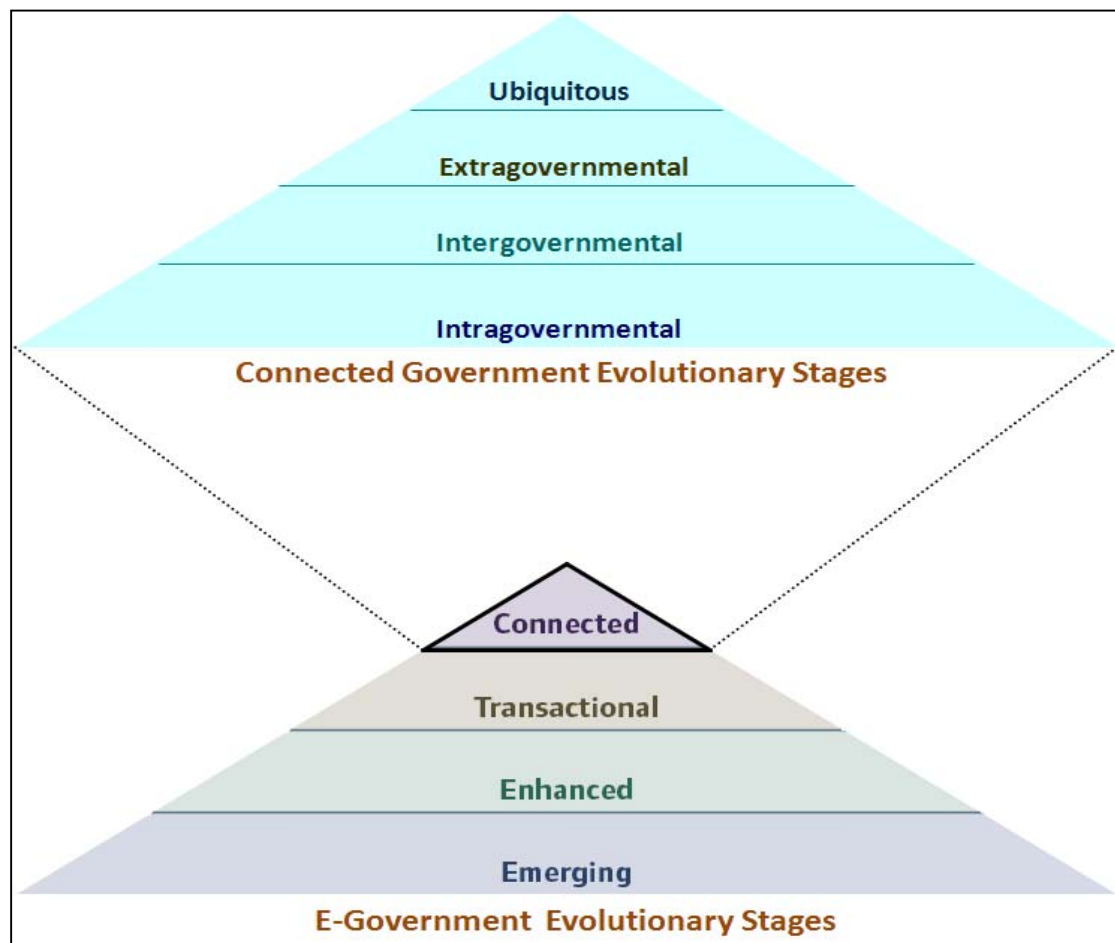 Ubiquitous
Extragovernmental
Intergovernmental
Intragovernmental
Connected Government Evolutionary Stages
Connected
Transactional
Enhanced
Emerging
E-Government Evolutionary Stages